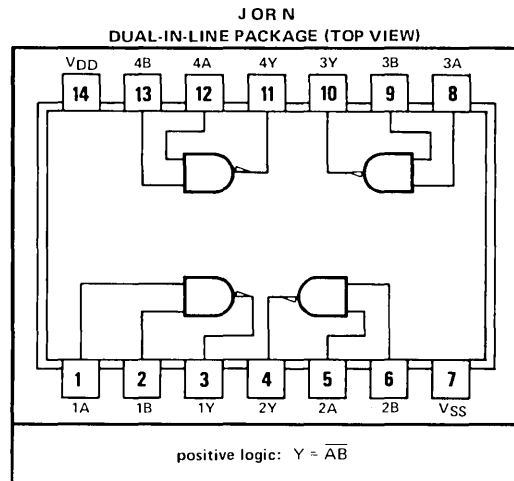 J OR N
DUAL-IN-LINE PACKAGE (TOP VIEW)
VDD 4B 4A 4Y 3Y 3B 3A
14 13 12 11 10 9 8
1 2 3 4 5 6 7
1A 1B 1Y 2Y 2A 2B VSS
positive logic: Y = A̅B̅